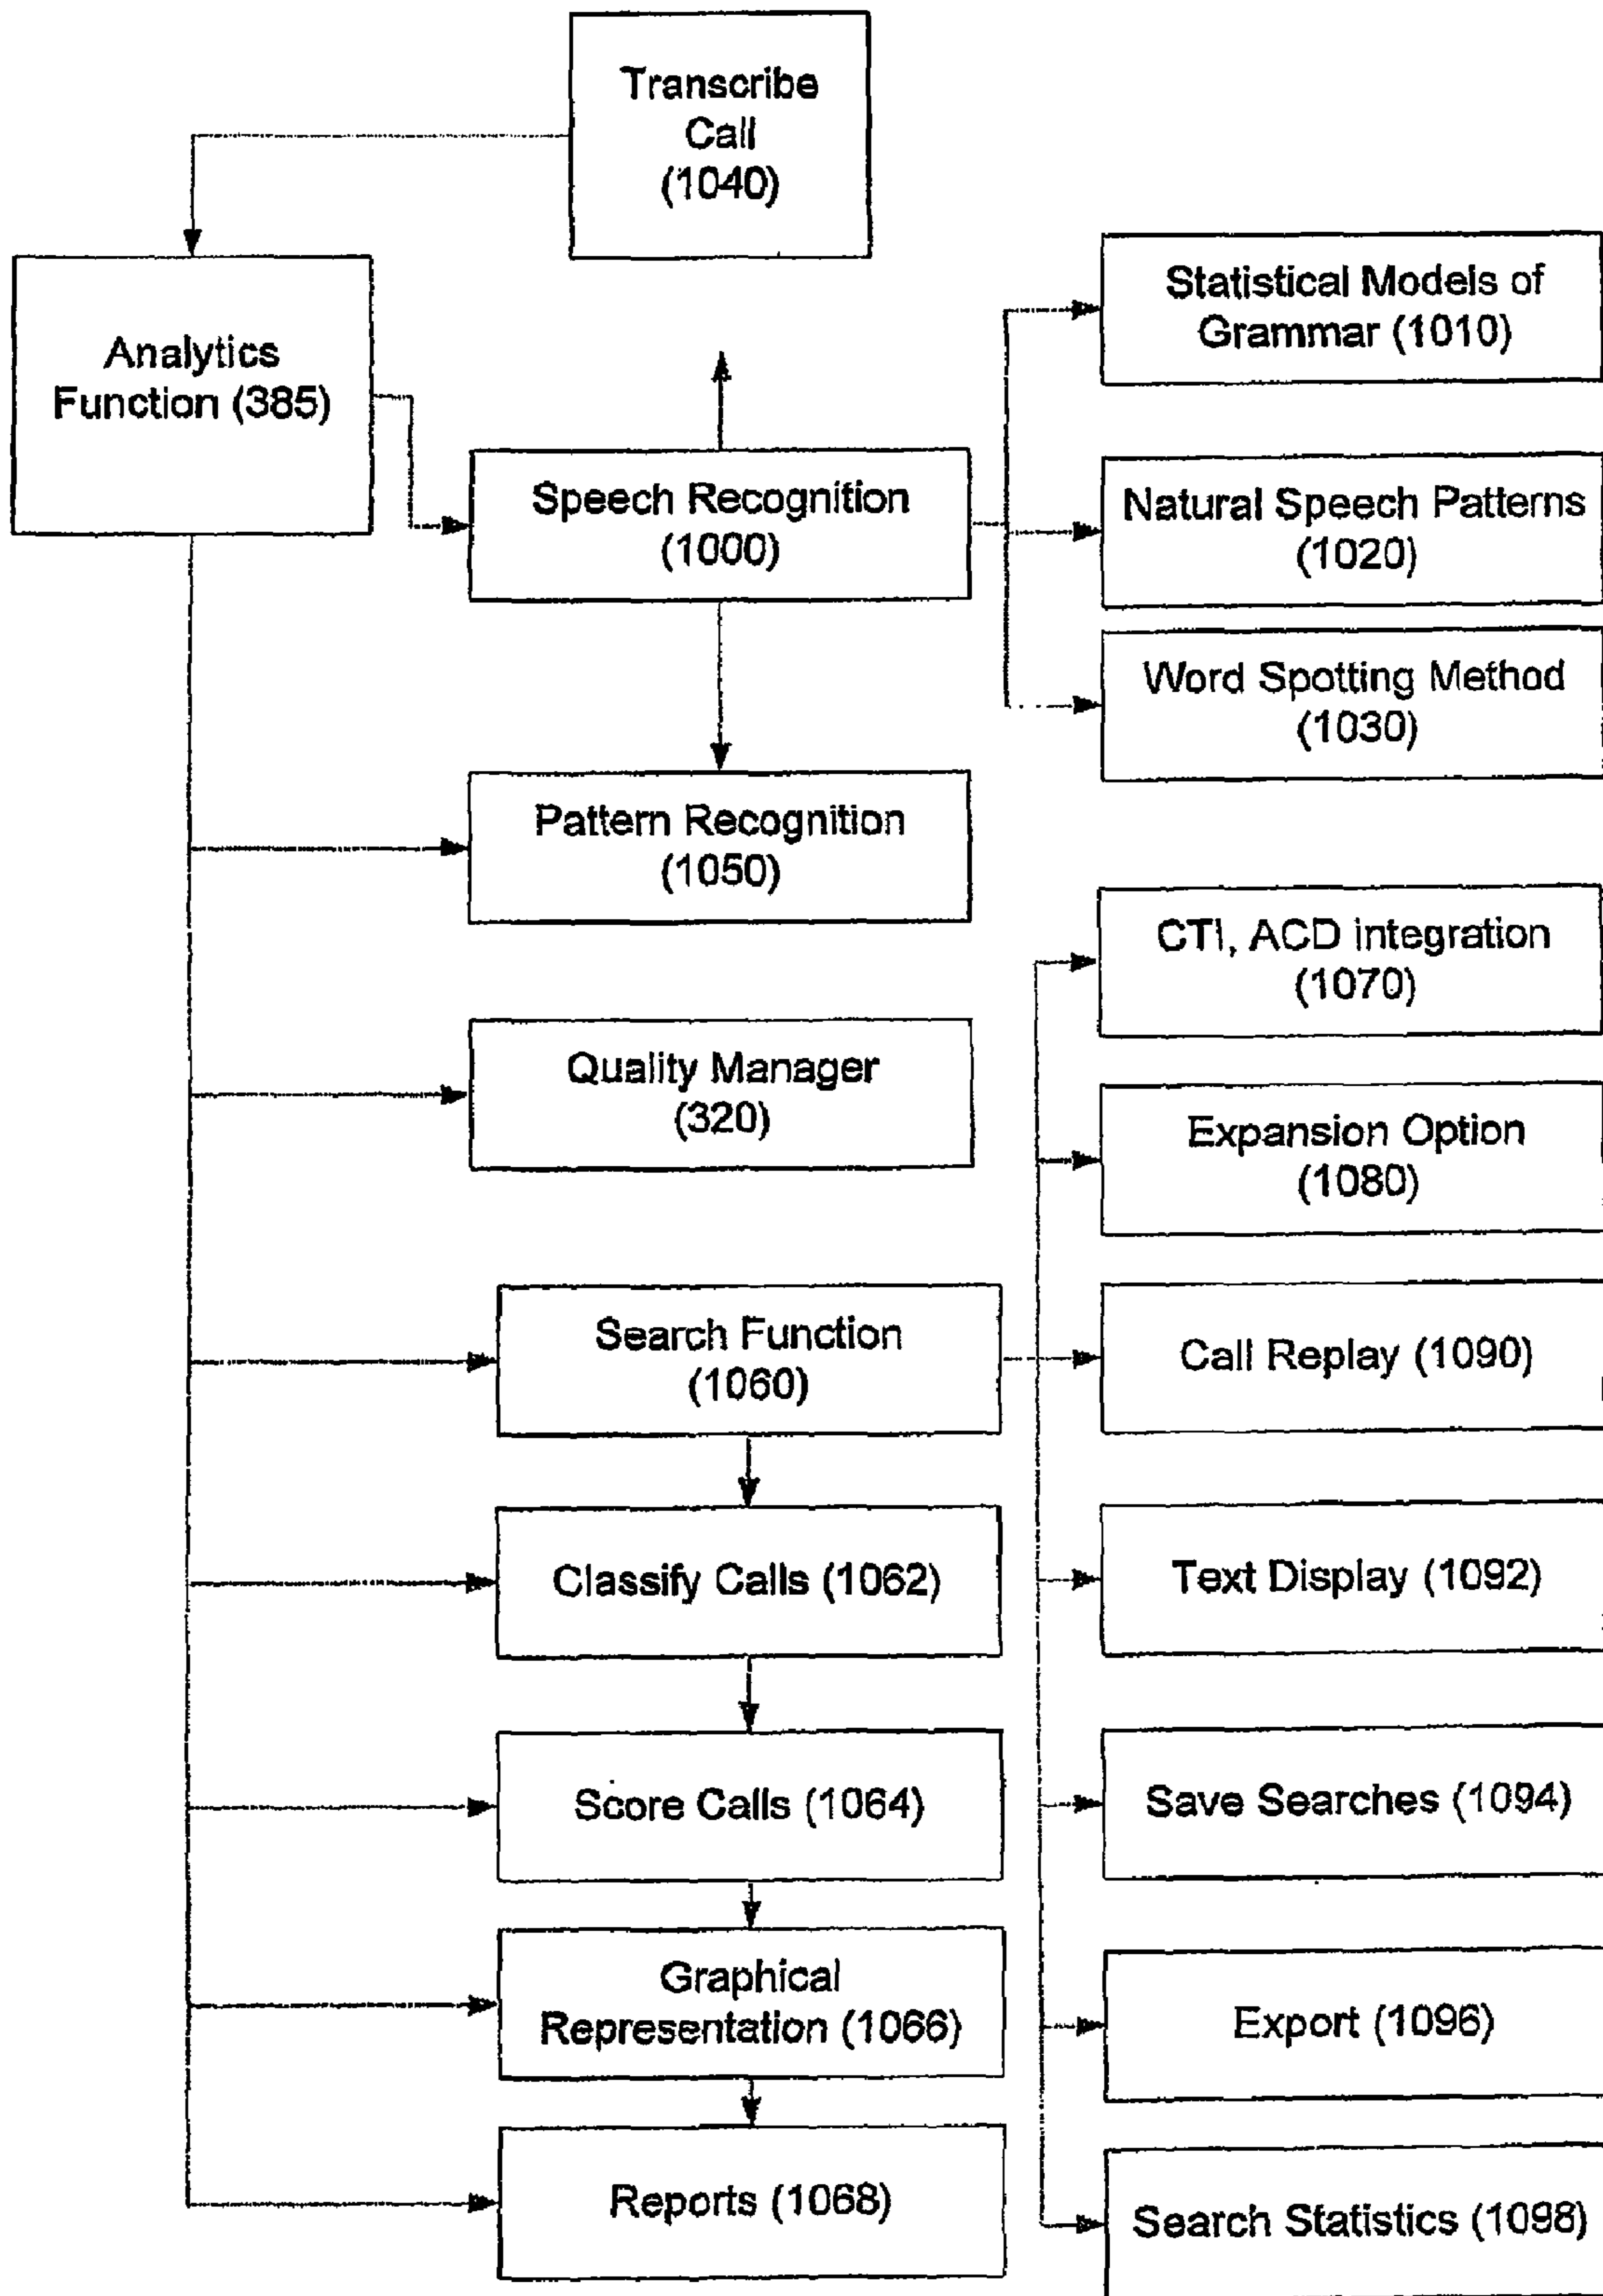 Transcribe
Call
(1040)
Analytics
Function (385)
Statistical Models of
Grammar (1010)
Speech Recognition
(1000)
Natural Speech Patterns
(1020)
Word Spotting Method
(1030)
Pattern Recognition
(1050)
CTI, ACD integration
(1070)
Quality Manager
(320)
Expansion Option
(1080)
Search Function
(1060)
Call Replay (1090)
Classify Calls (1062)
Text Display (1092)
Score Calls (1064)
Save Searches (1094)
Graphical
Representation (1066)
Export (1096)
Reports (1068)
Search Statistics (1098)